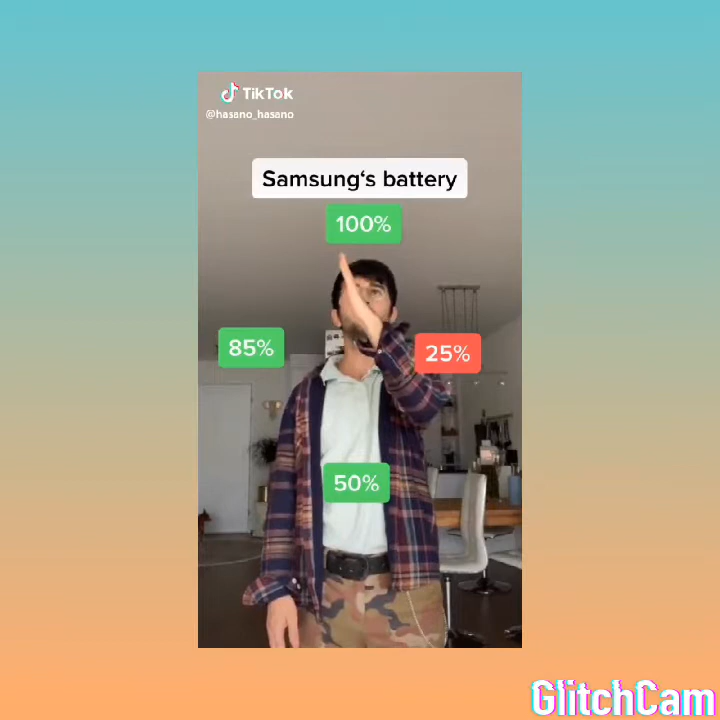 TikTok
@hasano_hasano
Samsung‘s battery
100%
85%
25%
50%
GlitchCam